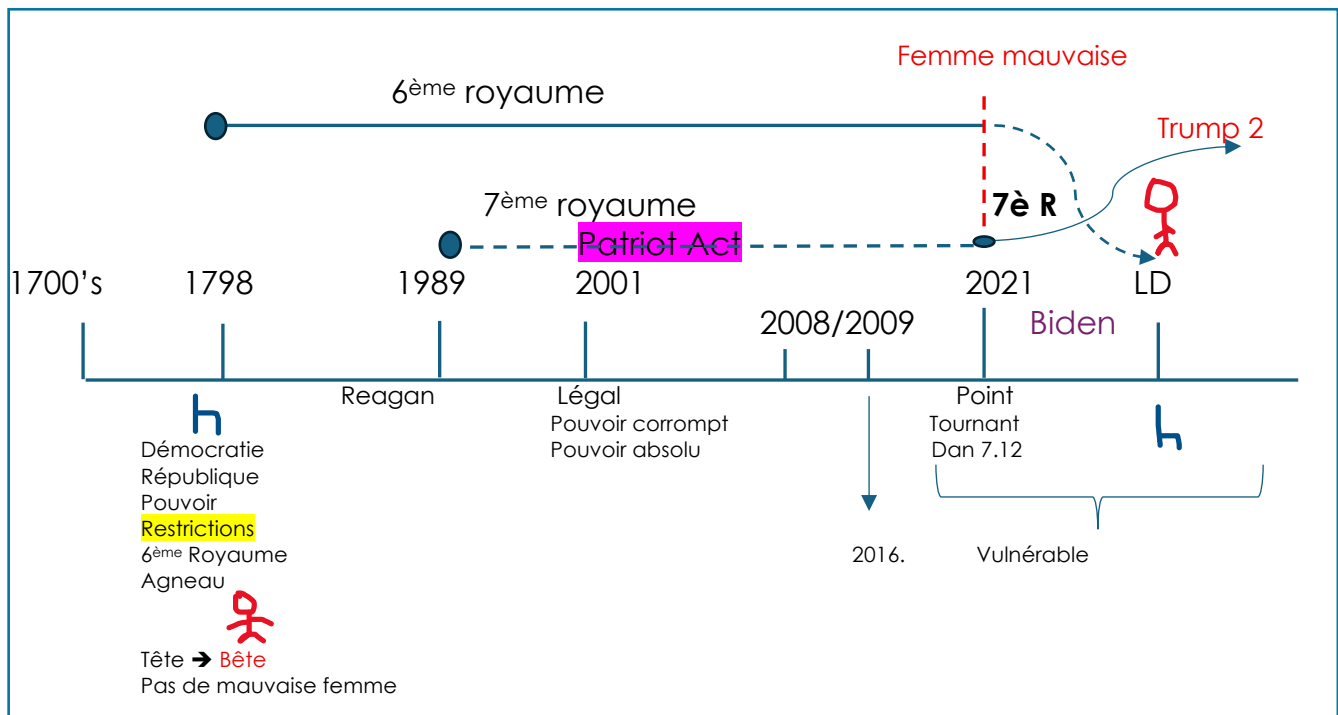 Femme mauvaise
6ème royaume
Trump 2
7ème royaume
7è R
Patriot Act
1700's
1798
1989
2001
2021
LD
2008/2009
Biden
Reagan
Légal
Pouvoir corrompt
Pouvoir absolu
Point
Tournant
Dan 7.12
Démocratie
République
Pouvoir
Restrictions
6ème Royaume
Agneau
2016.
Vulnérable
Tête ➔ Bête
Pas de mauvaise femme